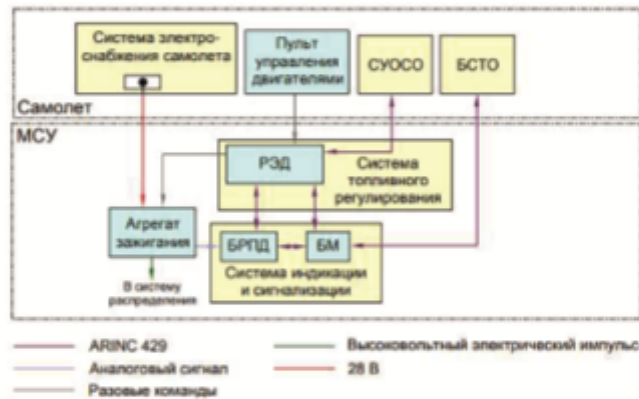 Система электро-
снабжения самолета
Пульт
управления
двигателями
СУОСО
БСТО
Самолет
МСУ
РЭД
Система
топливного
регулирования
Агрегат
зажигания
БРПД
БМ
Система индикации
и сигнализации
В систему
распределения
ARINC 429
Аналоговый сигнал
Разовые команды
Высоковольтный электрический импульс
28 В